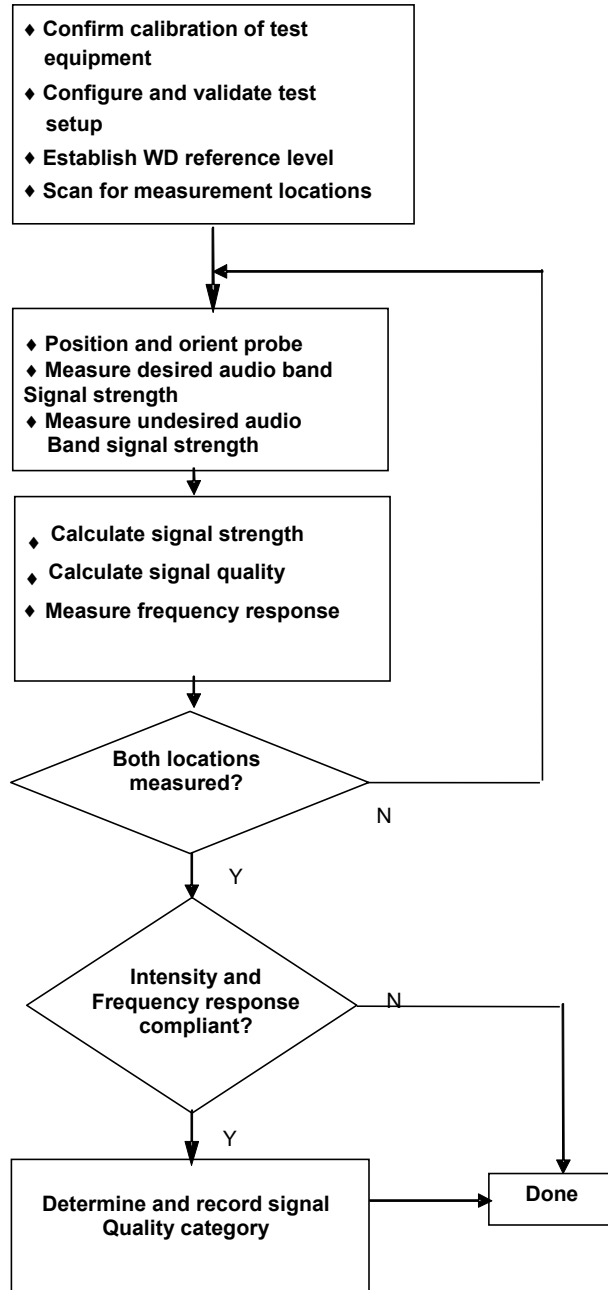 ♦ Confirm calibration of test
equipment
♦ Configure and validate test
setup
♦ Establish WD reference level
♦ Scan for measurement locations
♦ Position and orient probe
♦ Measure desired audio band
Signal strength
♦ Measure undesired audio
Band signal strength
♦ Calculate signal strength
♦ Calculate signal quality
♦ Measure frequency response
Both locations
measured?
N
Y
Intensity and
Frequency response
compliant?
N
Y
Determine and record signal
Quality category
Done